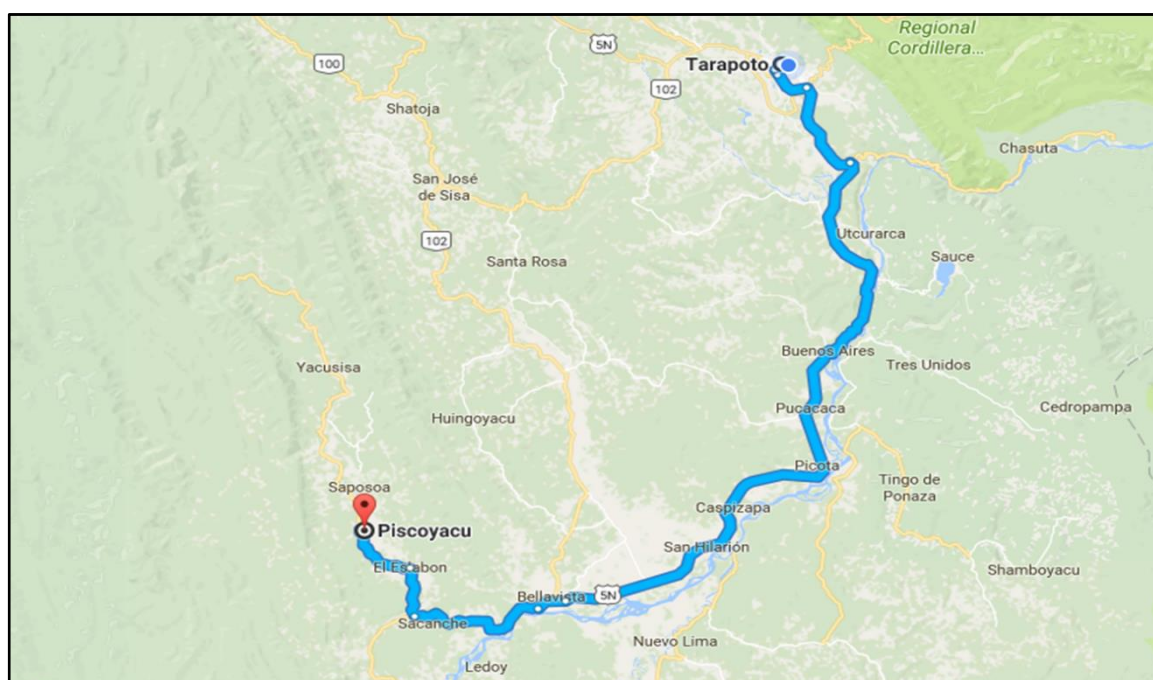 Regional
Cordillera...
5N
100
Tarapoto
102
Shatoja
Chasuta
San José
de Sisa
102
Utcurarca
Santa Rosa
Sauce
Buenos Aires
Yacusisa
Tres Unidos
Huingoyacu
Pucacaca
Cedropampa
Picota
Tingo de
Ponaza
Saposoa
Caspizapa
Piscoyacu
San Hilarión
El Eslabon
Shamboyacu
Bellavista
5N
Sacanche
Nuevo Lima
Ledoy